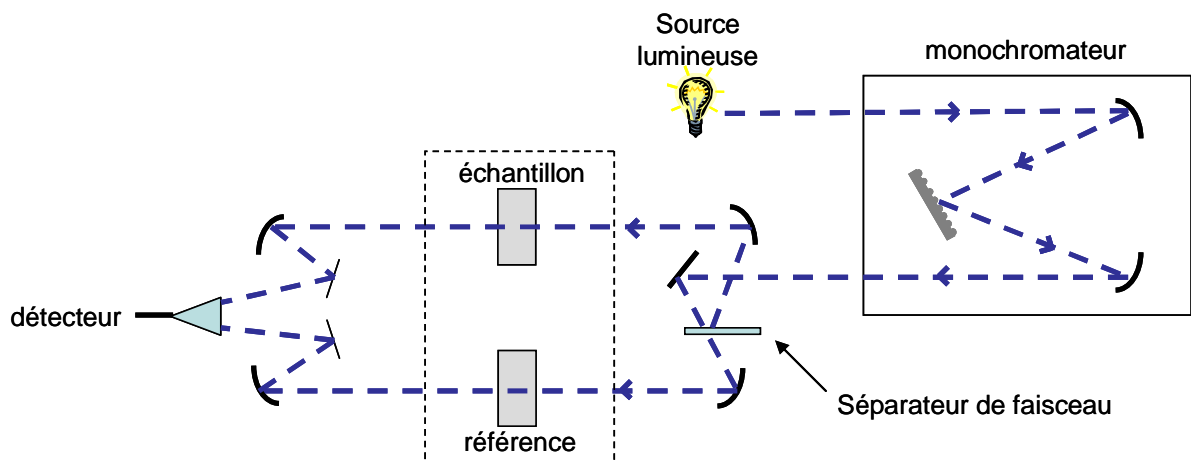 Source
lumineuse
monochromateur
échantillon
détecteur
Séparateur de faisceau
référence